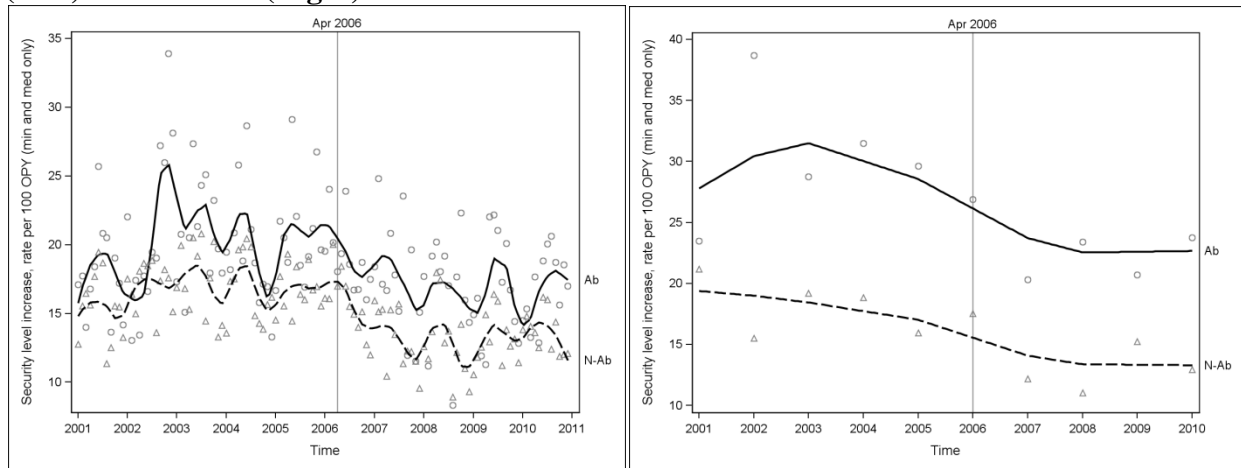 Apr 2006
Security level increase, rate per 100 OPY (min and med only)
35
30
25
20
15
10
Ab
N-Ab
2001 2002 2003 2004 2005 2006 2007 2008 2009 2010 2011
Time
Apr 2006
Security level increase, rate per 100 OPY (min and med only)
40
35
30
25
20
15
10
Ab
N-Ab
2001 2002 2003 2004 2005 2006 2007 2008 2009 2010
Time